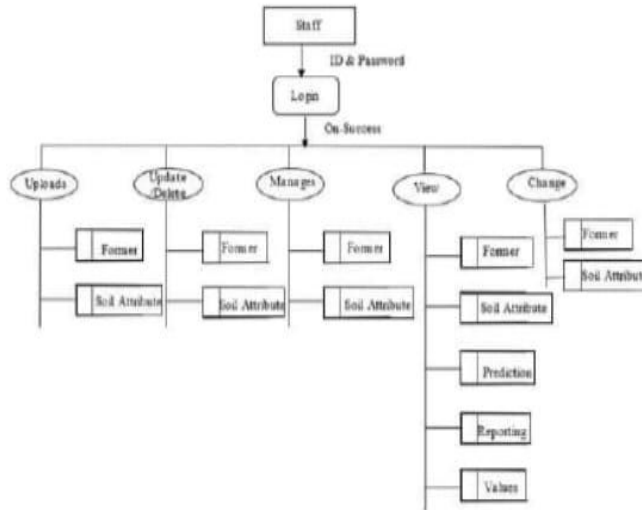 Staff
ID & Password
Login
On-Success
Uploads
Update
/Delete
Manages
View
Change
Former
Soil Attribute
Former
Soil Attribute
Former
Soil Attribute
Former
Soil Attribute
Prediction
Reporting
Values
Former
Soil Attribut